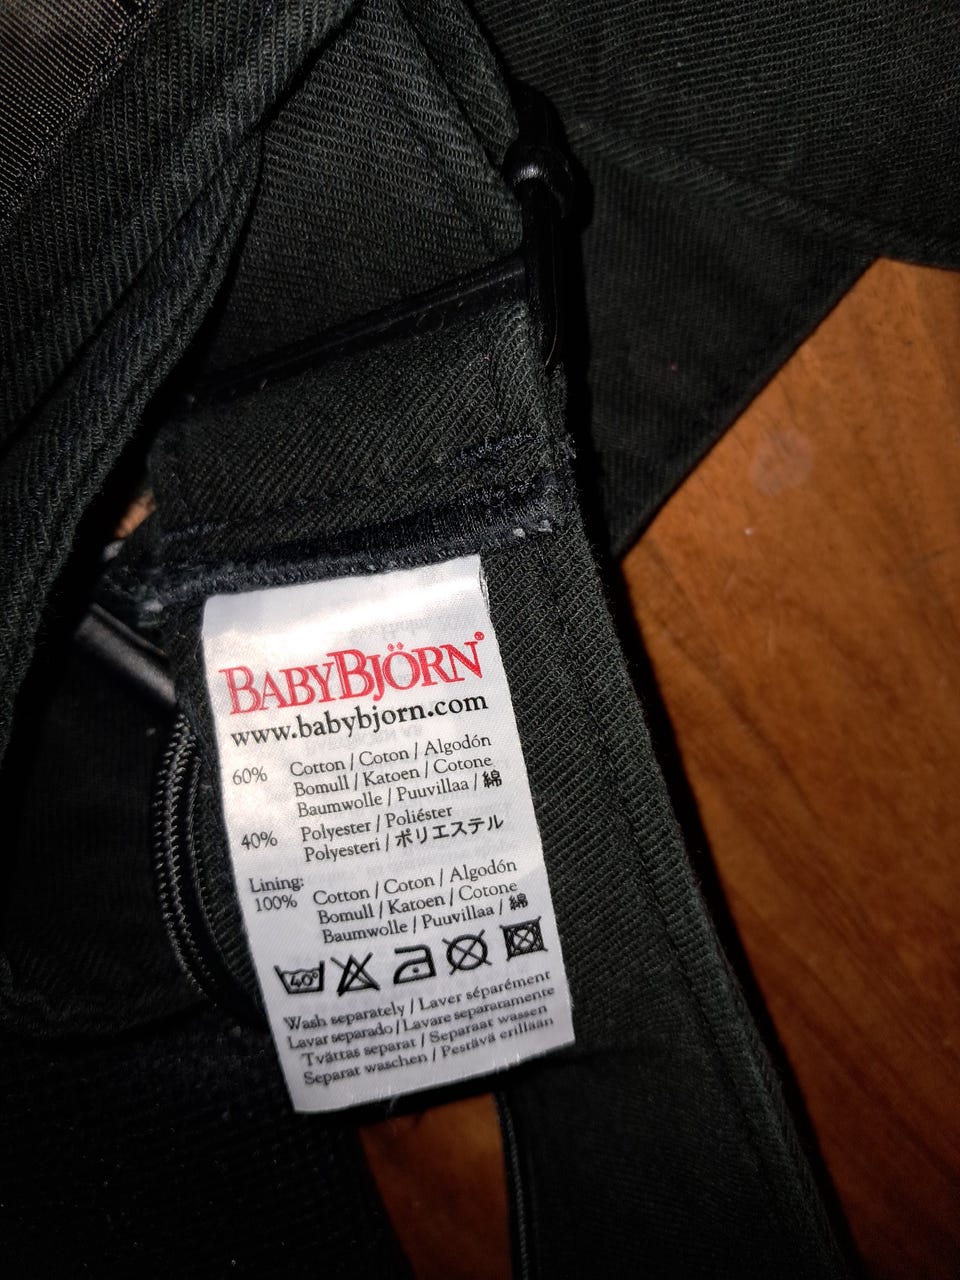 BABYBJÖRN®
www.babybjorn.com
60% Cotton / Coton / Algodón
Bomull / Katoen / Cotone
Baumwolle / Puuvillaa / 綿
40% Polyester / Poliéster
Polyesteri / ポリエステル
Lining:
100% Cotton / Coton / Algodón
Bomull / Katoen / Cotone
Baumwolle / Puuvillaa / 綿
40°
Wash separately / Laver séparément
Lavar separado / Lavare separatamente
Tvättas separat / Separaat wassen
Separat waschen / Pestävä erillään